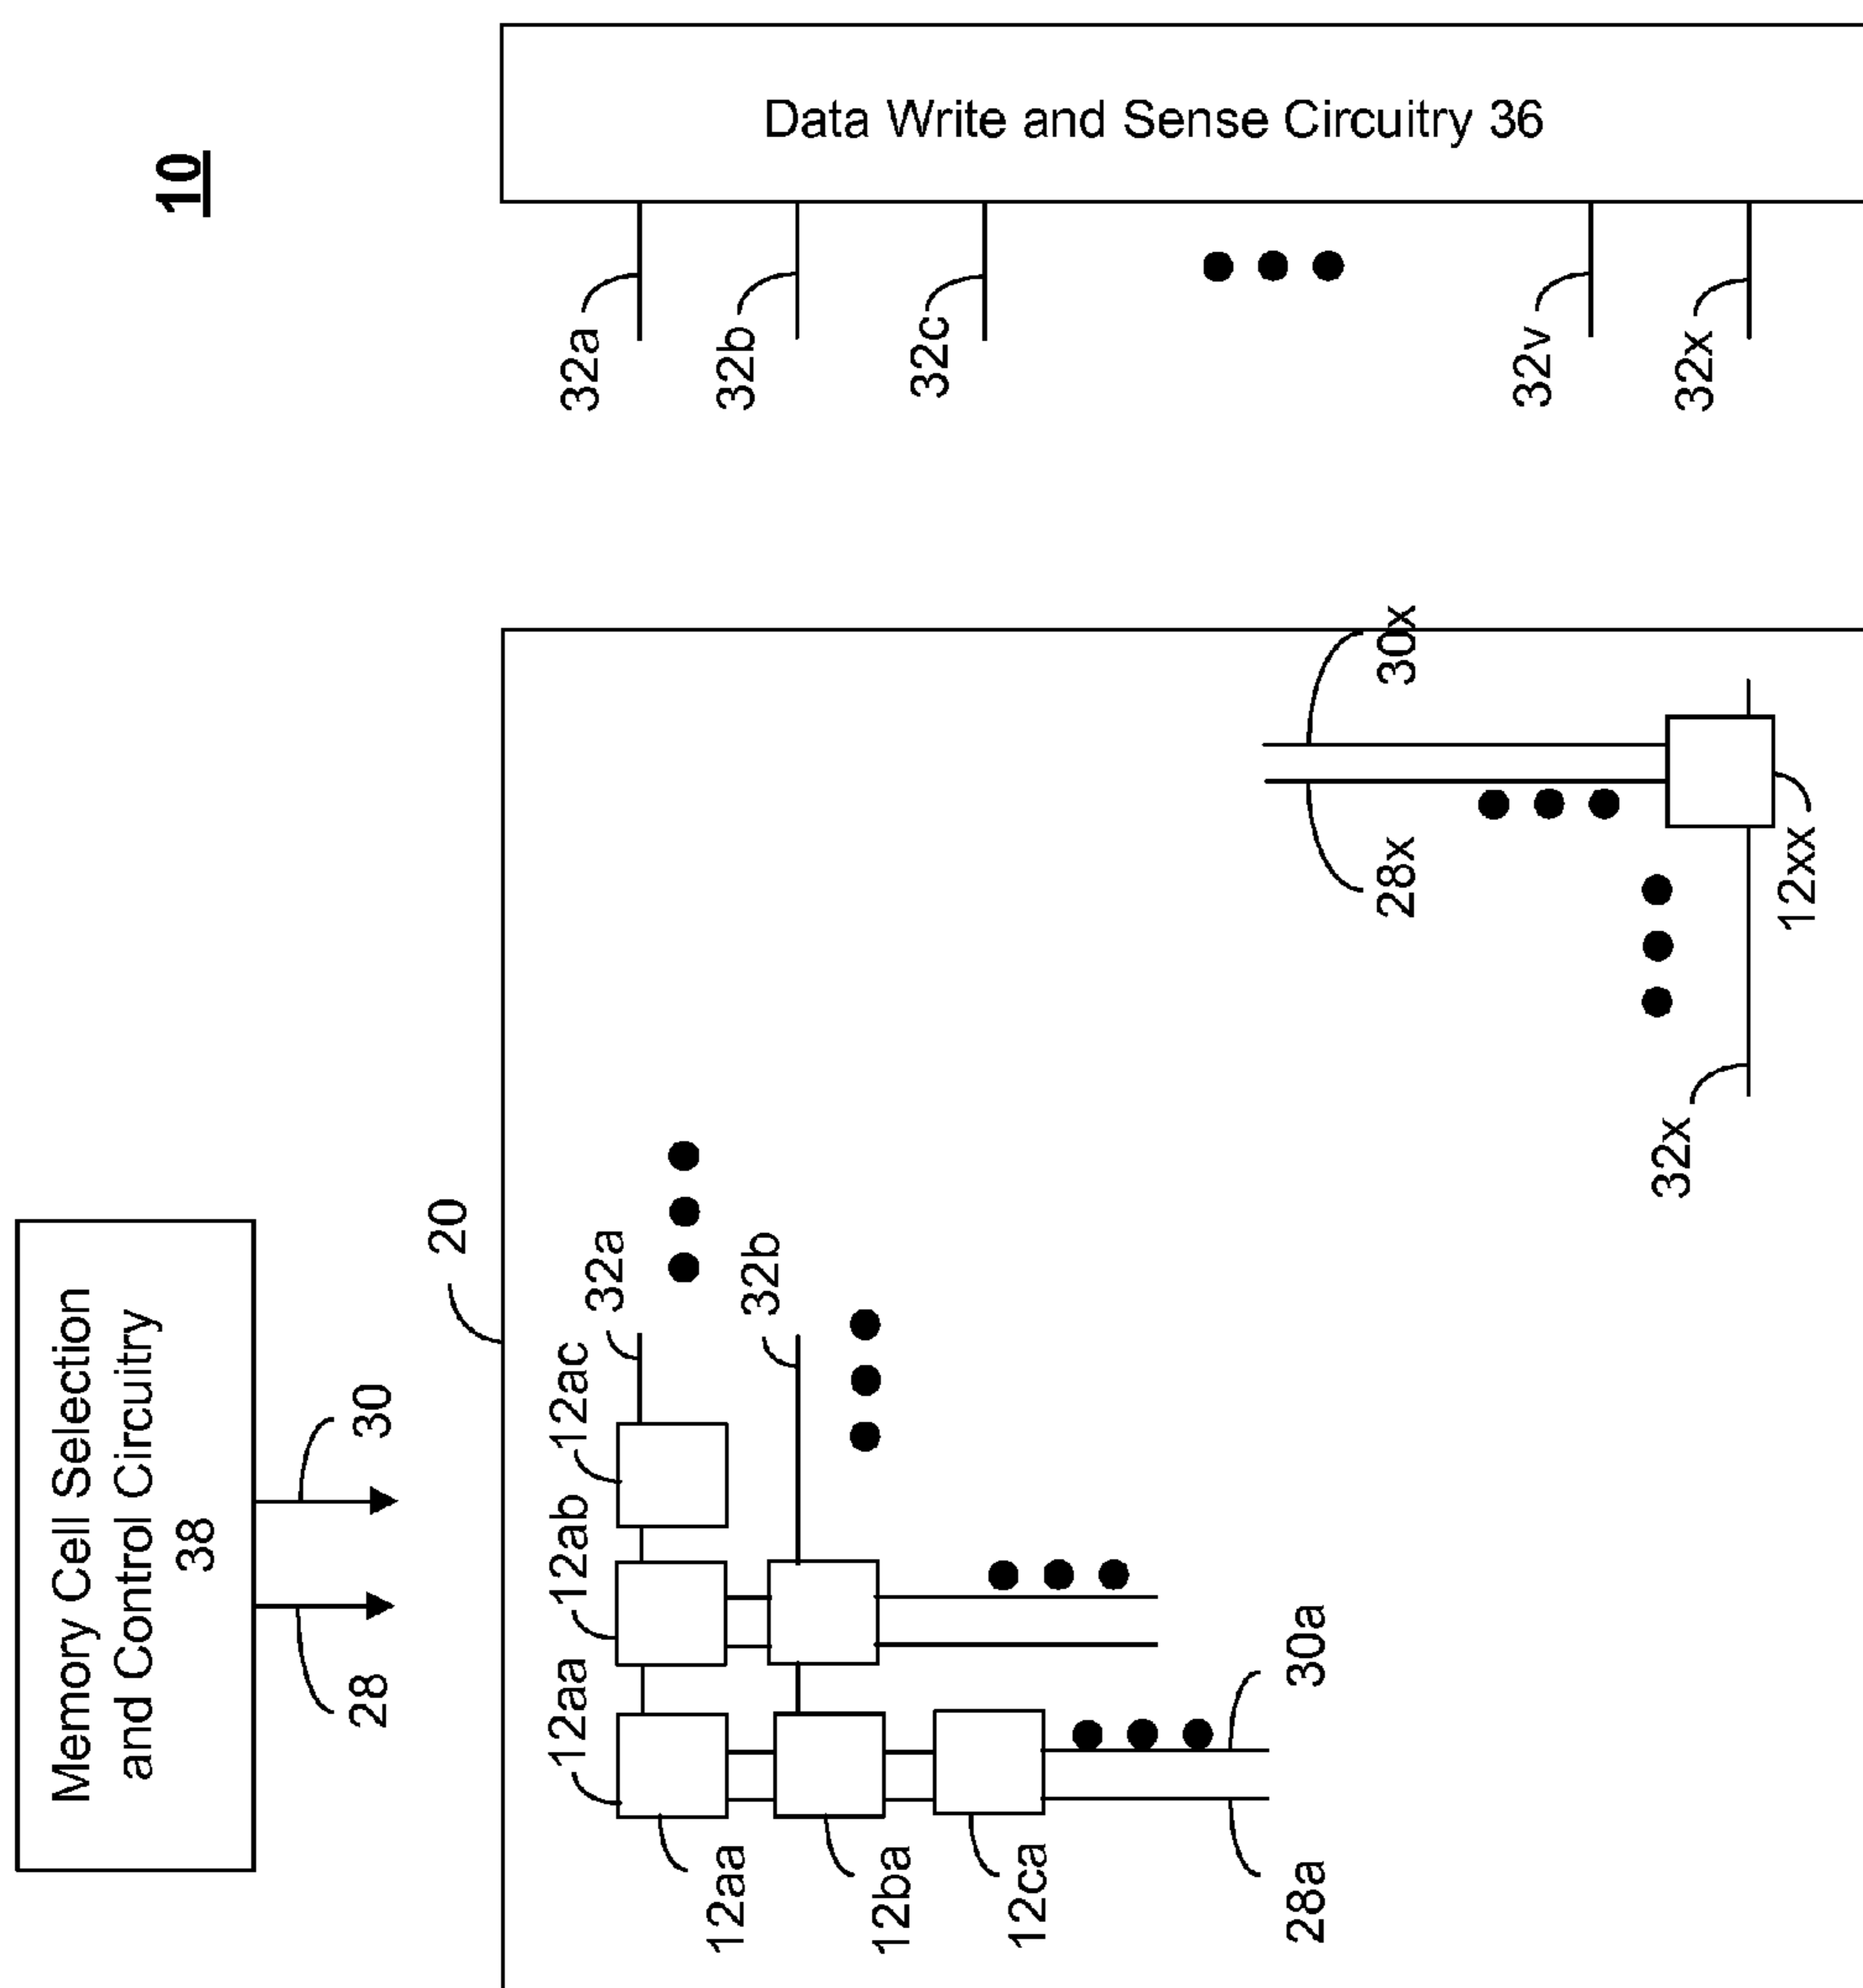 10
Data Write and Sense Circuitry 36
32a
32b
32c
32v
32x
Memory Cell Selection
and Control Circuitry
38
28
30
20
12aa
12ab
12ac
32a
32b
12aa
12ba
12ca
28a
30a
28x
30x
32x
12xx